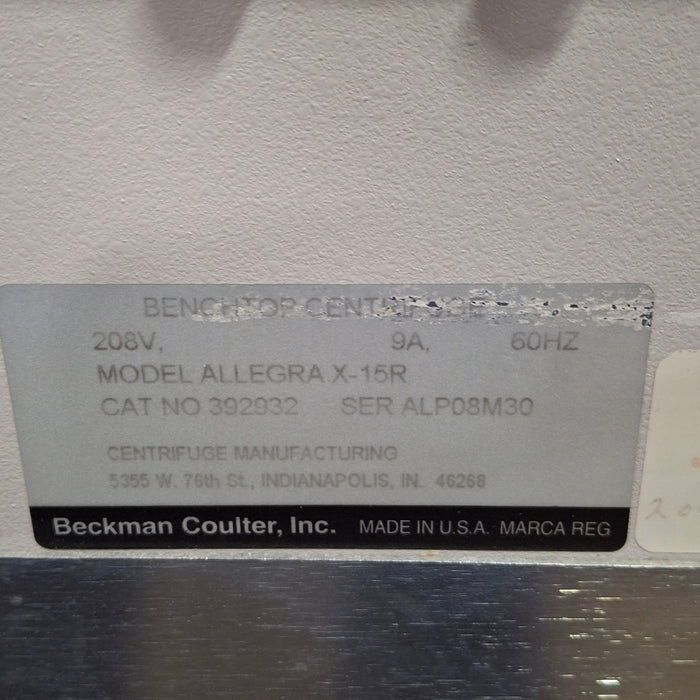 BENCHTOP CENTRIFUGE
208V, 9A, 60HZ
MODEL ALLEGRA X-15R
CAT NO 392932 SER ALP08M30
CENTRIFUGE MANUFACTURING
5355 W. 76th St., INDIANAPOLIS, IN. 46268
Beckman Coulter, Inc. MADE IN U.S.A. MARCA REG